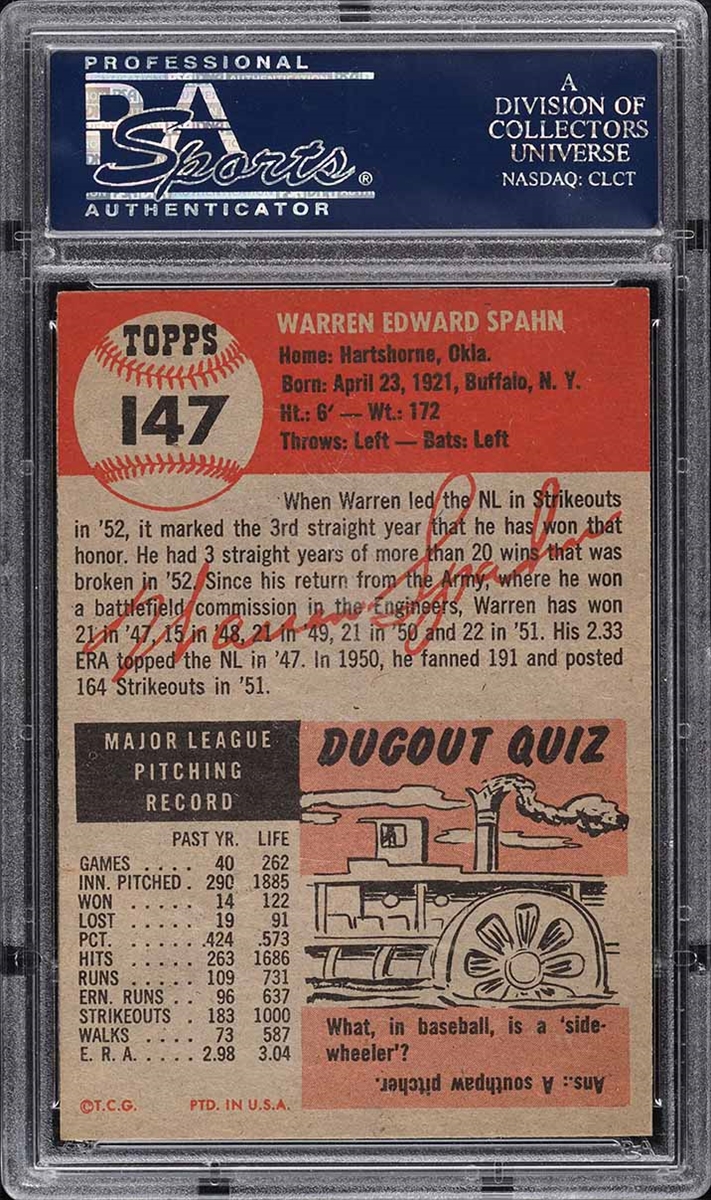 PROFESSIONAL
PSA
Sports®
AUTHENTICATOR
A
DIVISION OF
COLLECTORS
UNIVERSE
NASDAQ: CLCT
TOPPS
147
WARREN EDWARD SPAHN
Home: Hartshorne, Okla.
Born: April 23, 1921, Buffalo, N. Y.
Ht.: 6' — Wt.: 172
Throws: Left — Bats: Left
When Warren led the NL in Strikeouts
in '52, it marked the 3rd straight year that he has won that
honor. He had 3 straight years of more than 20 wins that was
broken in '52. Since his return from the Army, where he won
a battlefield commission in the Engineers, Warren has won
21 in '47, 15 in '48, 21 in '49, 21 in '50 and 22 in '51. His 2.33
ERA topped the NL in '47. In 1950, he fanned 191 and posted
164 Strikeouts in '51.
Warren Spahn
MAJOR LEAGUE
PITCHING
RECORD
PAST YR. LIFE
GAMES . . . . 40 262
INN. PITCHED . 290 1885
WON . . . . . 14 122
LOST . . . . . 19 91
PCT. . . . . . .424 .573
HITS . . . . . 263 1686
RUNS . . . . . 109 731
ERN. RUNS . . 96 637
STRIKEOUTS . 183 1000
WALKS . . . . 73 587
E. R. A. . . . . . 2.98 3.04
©T.C.G. PTD. IN U.S.A.
DUGOUT QUIZ
What, in baseball, is a 'side-
wheeler'?
Ans.: A southpaw pitcher.